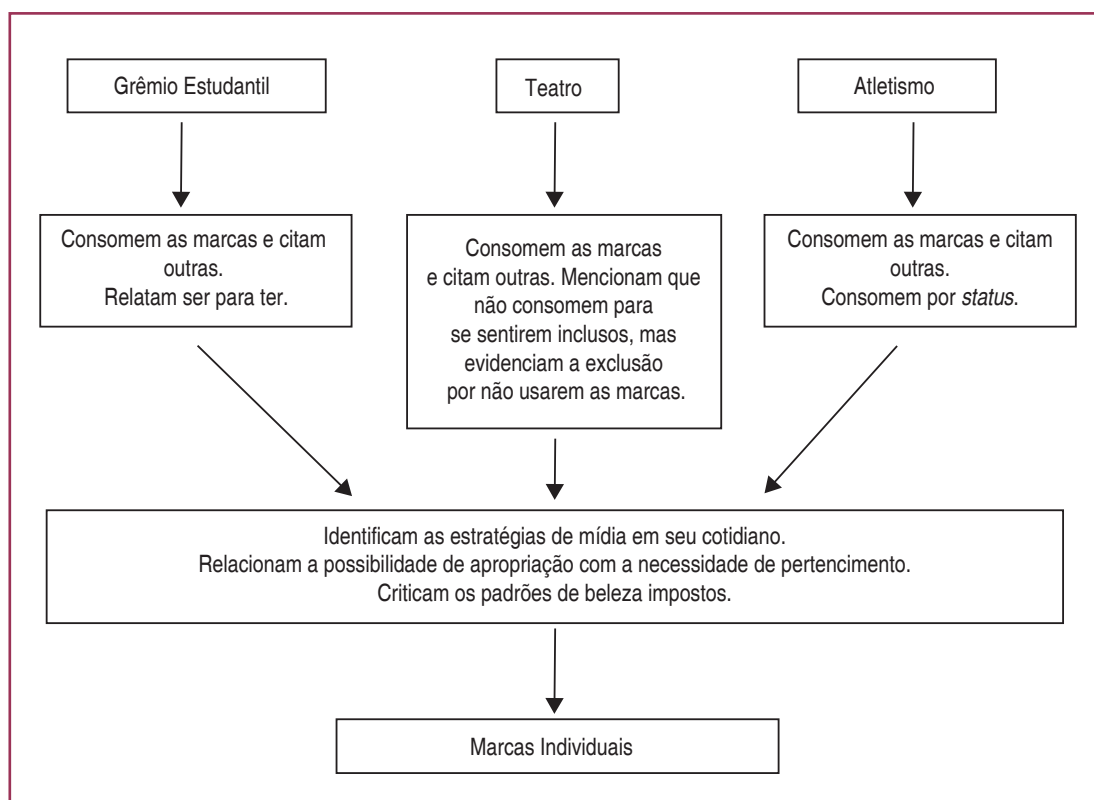 Grêmio Estudantil
Teatro
Atletismo
Consomem as marcas e citam
outras.
Relatam ser para ter.
Consomem as marcas
e citam outras. Mencionam que
não consomem para
se sentirem inclusos, mas
evidenciam a exclusão
por não usarem as marcas.
Consomem as marcas e citam
outras.
Consomem por status.
Identificam as estratégias de mídia em seu cotidiano.
Relacionam a possibilidade de apropriação com a necessidade de pertencimento.
Criticam os padrões de beleza impostos.
Marcas Individuais